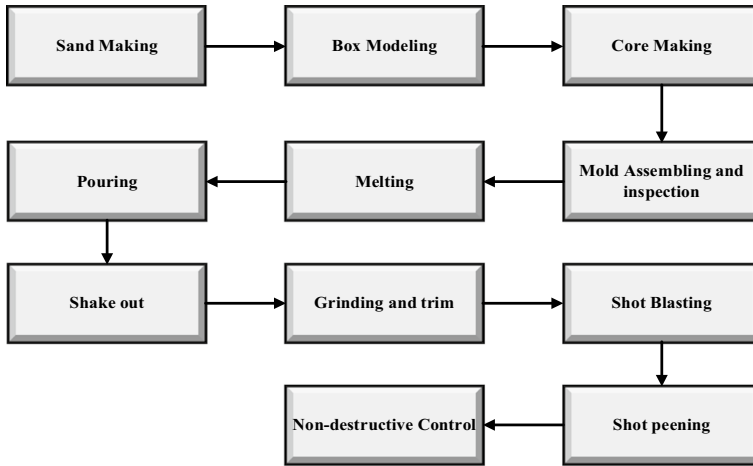 Sand Making
Box Modeling
Core Making
Mold Assembling and
inspection
Melting
Pouring
Shake out
Grinding and trim
Shot Blasting
Shot peening
Non-destructive Control